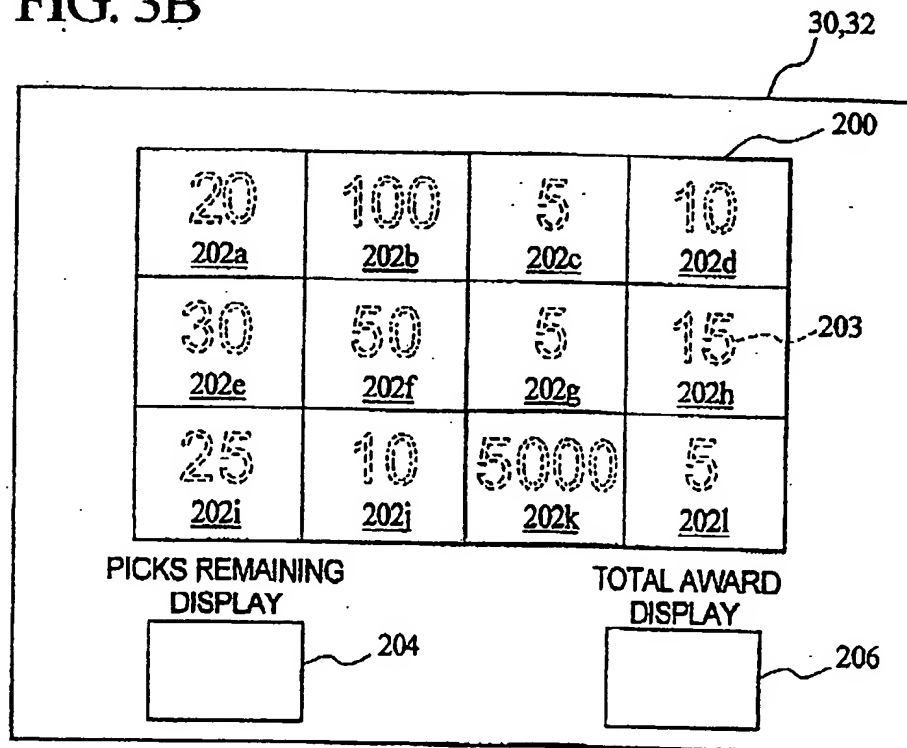 FIG. 3B
30,32
200
20 100 5 10
202a 202b 202c 202d
30 50 5 15 203
202e 202f 202g 202h
25 10 5000 5
202i 202j 202k 202l
PICKS REMAINING DISPLAY
TOTAL AWARD DISPLAY
204
206